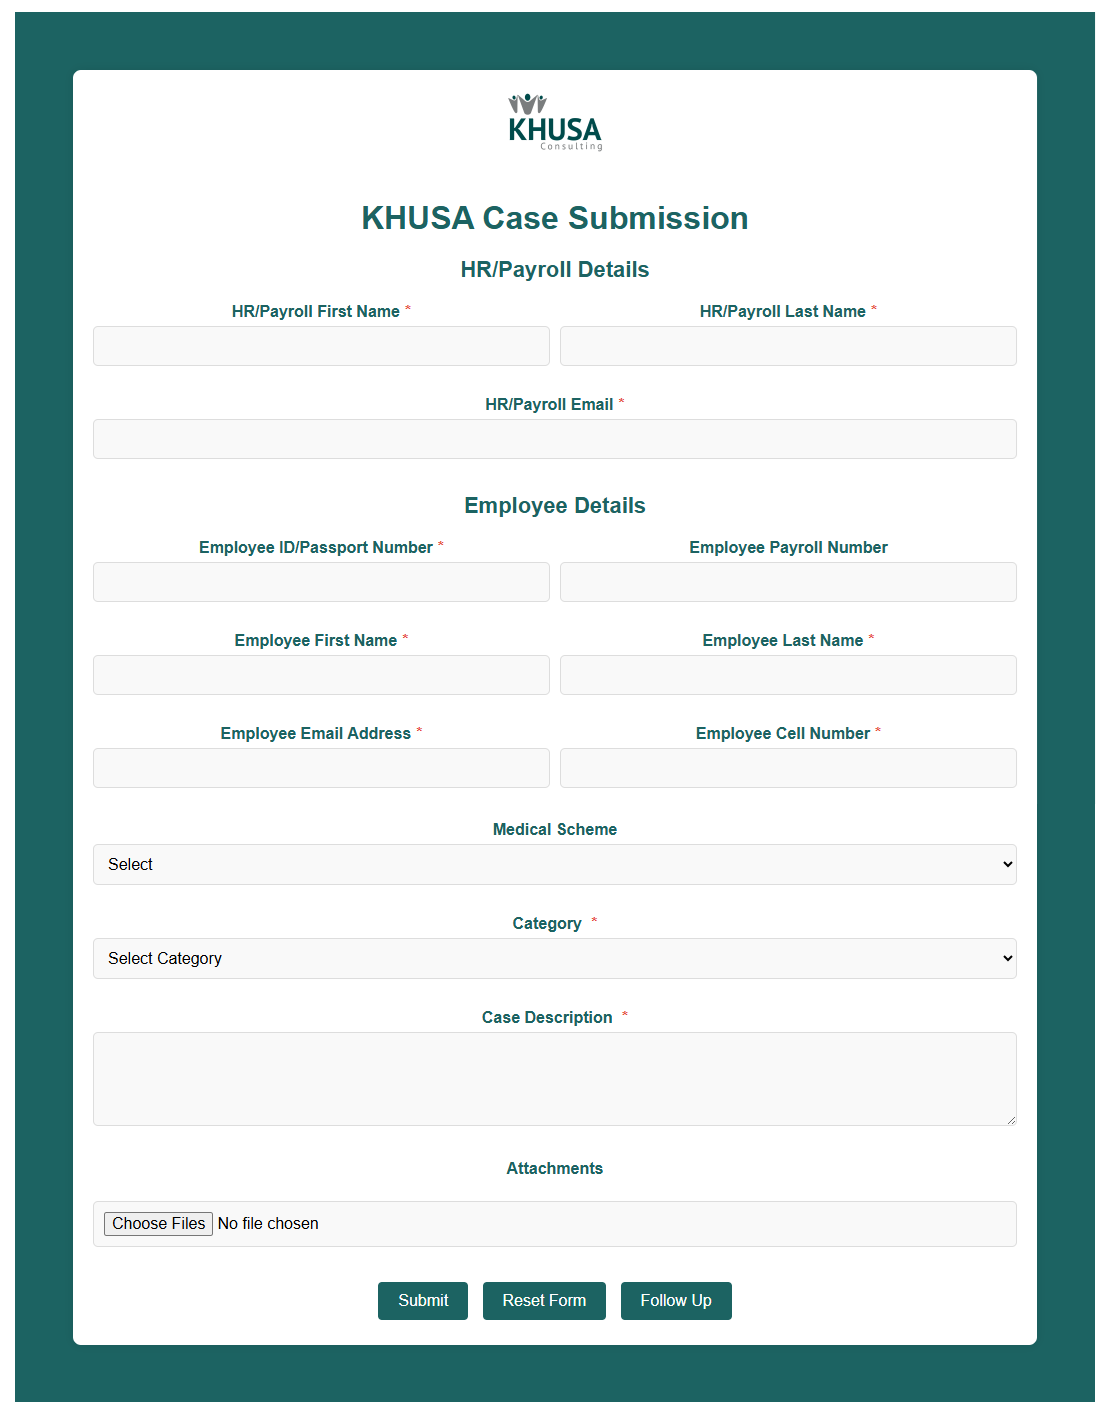 KHUSA
Consulting
KHUSA Case Submission
HR/Payroll Details
HR/Payroll First Name *
HR/Payroll Last Name *
HR/Payroll Email *
Employee Details
Employee ID/Passport Number *
Employee Payroll Number
Employee First Name *
Employee Last Name *
Employee Email Address *
Employee Cell Number *
Medical Scheme
Select
Category *
Select Category
Case Description *
Attachments
Choose Files No file chosen
Submit Reset Form Follow Up